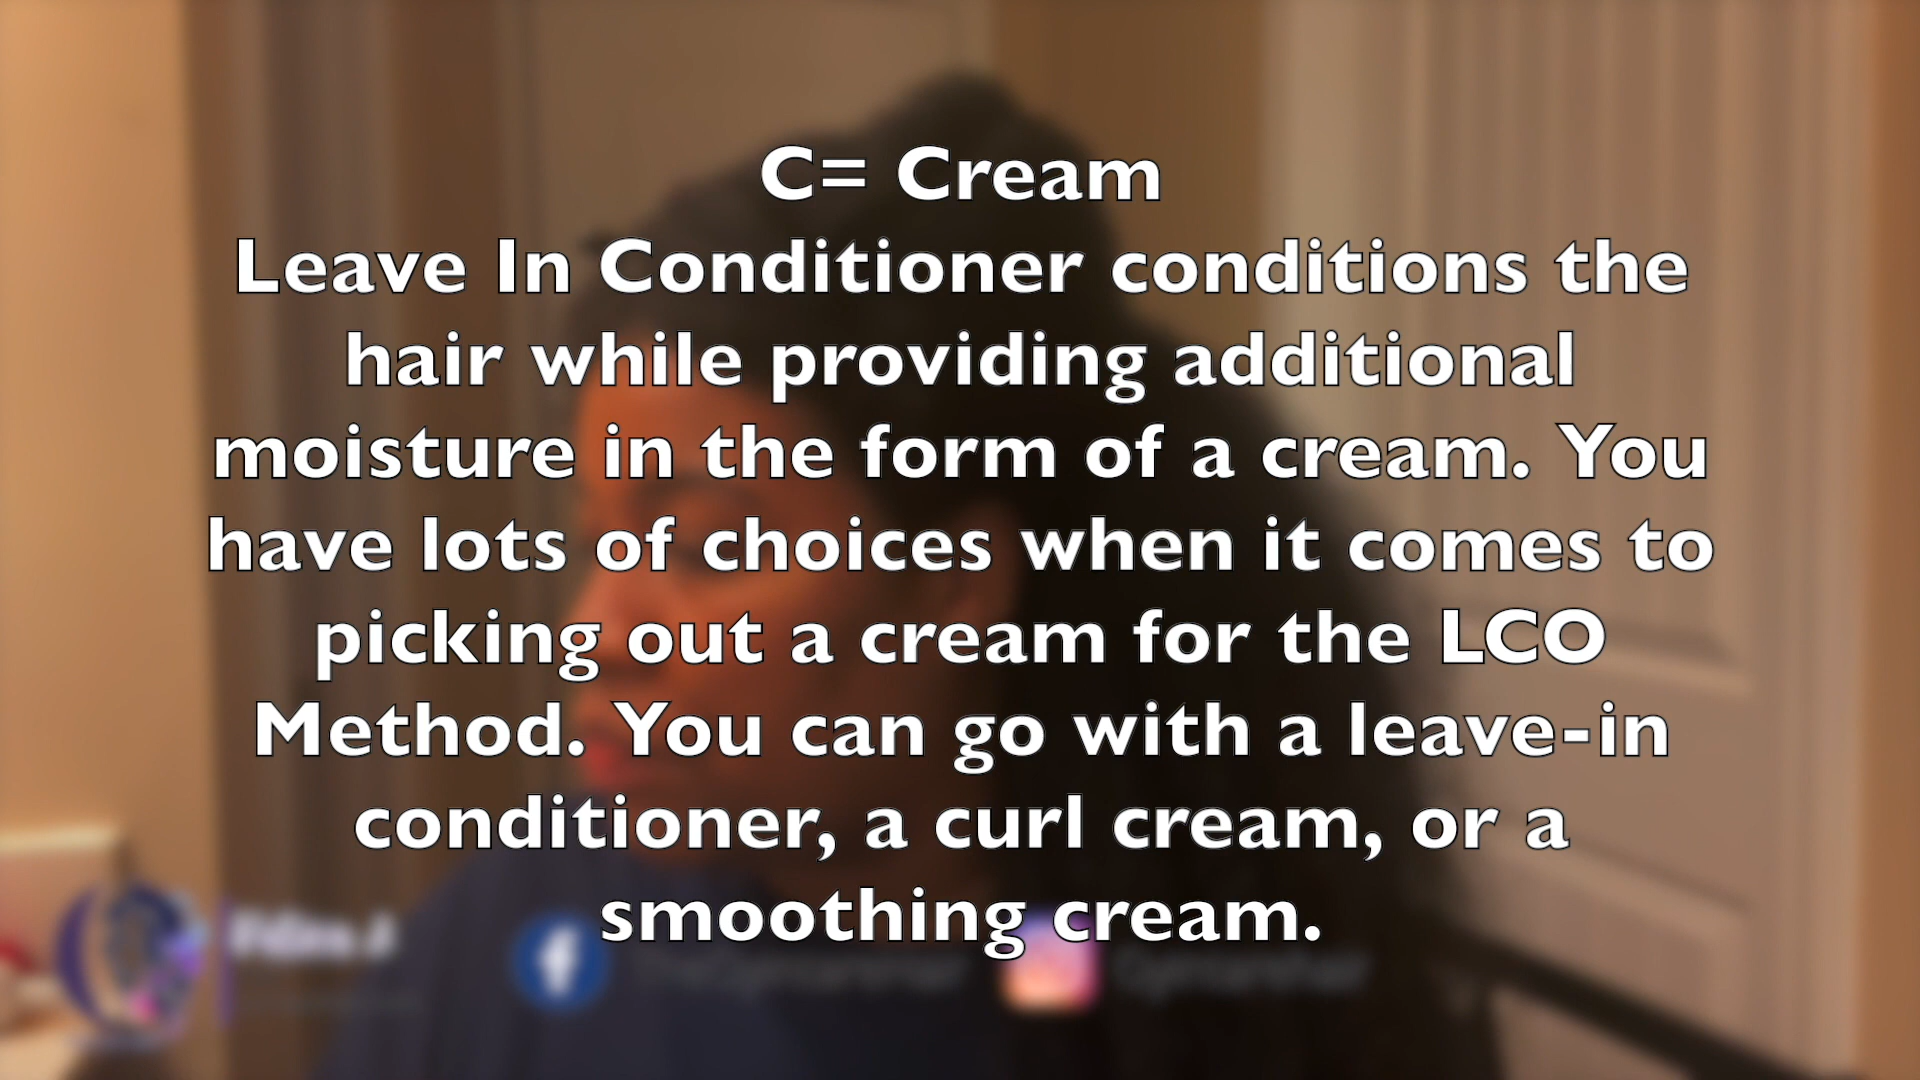 C= Cream
Leave In Conditioner conditions the
hair while providing additional
moisture in the form of a cream. You
have lots of choices when it comes to
picking out a cream for the LCO
Method. You can go with a leave-in
conditioner, a curl cream, or a
smoothing cream.